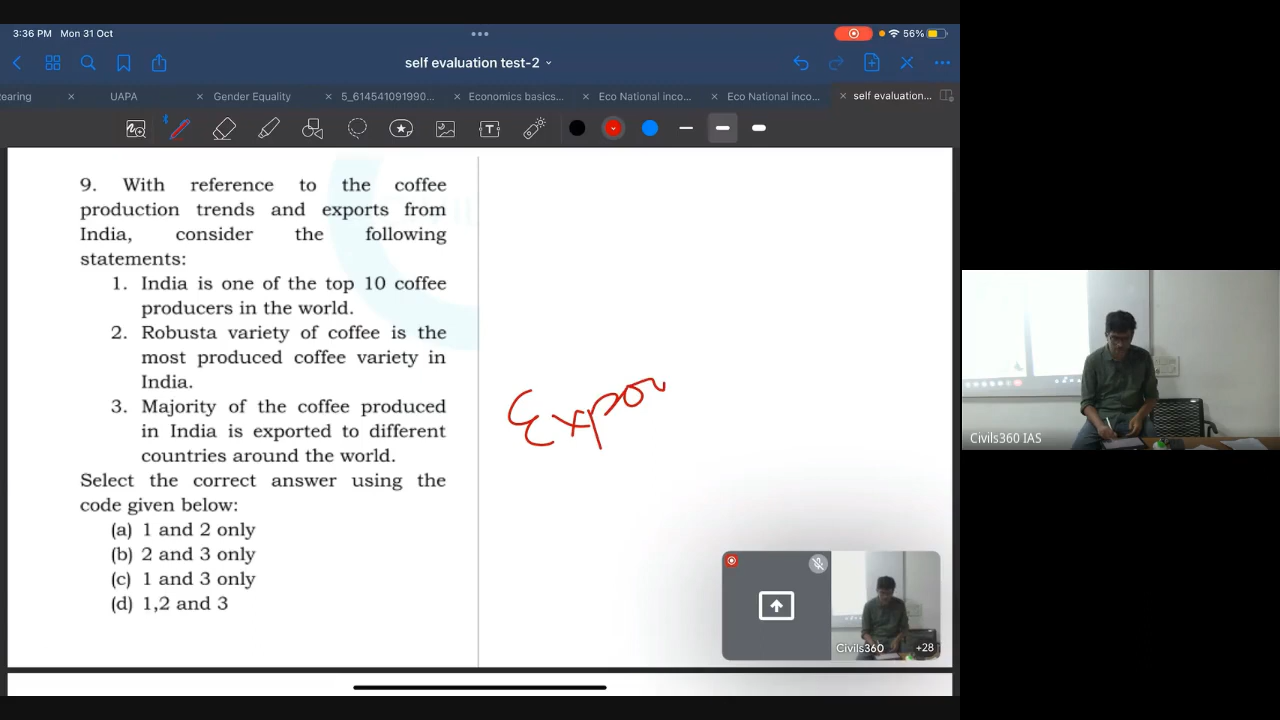 3:36 PM Mon 31 Oct
56%
self evaluation test-2
earing
UAPA
Gender Equality
5_614541091990...
Economics basics...
Eco National inco...
Eco National inco...
self evaluation...
9. With reference to the coffee
production trends and exports from
India, consider the following
statements:
1. India is one of the top 10 coffee
producers in the world.
2. Robusta variety of coffee is the
most produced coffee variety in
India.
3. Majority of the coffee produced
in India is exported to different
countries around the world.
Select the correct answer using the
code given below:
(a) 1 and 2 only
(b) 2 and 3 only
(c) 1 and 3 only
(d) 1,2 and 3
Expor
Civils360
+28
Civils360 IAS